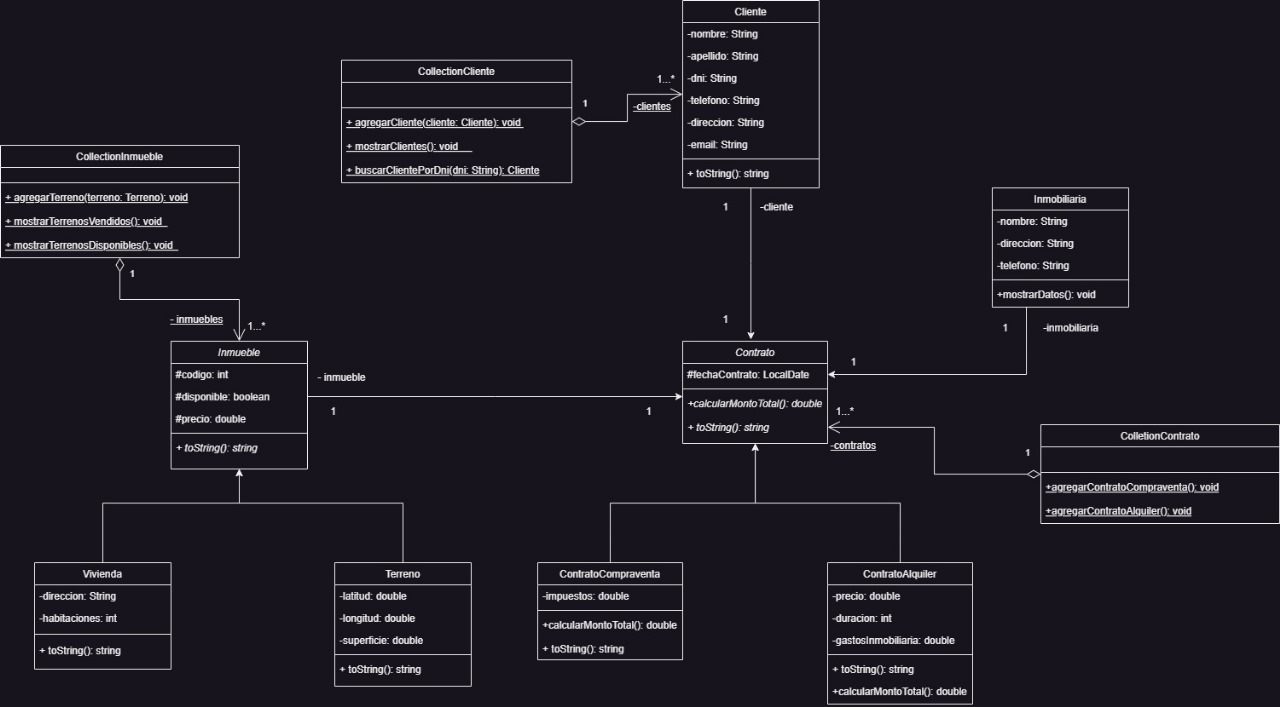 Cliente
-nombre: String
-apellido: String
-dni: String
-telefono: String
-direccion: String
-email: String
+ toString(): string
CollectionCliente
+ agregarCliente(cliente: Cliente): void
+ mostrarClientes(): void
+ buscarClientePorDni(dni: String): Cliente
1
1...*
-clientes
CollectionInmueble
+ agregarTerreno(terreno: Terreno): void
+ mostrarTerrenosVendidos(): void
+ mostrarTerrenosDisponibles(): void
1
- inmuebles
1...*
1
-cliente
1
Inmobiliaria
-nombre: String
-direccion: String
-telefono: String
+mostrarDatos(): void
1
-inmobiliaria
1
Inmueble
#codigo: int
#disponible: boolean
#precio: double
+ toString(): string
- inmueble
1
1
Contrato
#fechaContrato: LocalDate
+calcularMontoTotal(): double
+ toString(): string
1...*
-contratos
1
ColletionContrato
+agregarContratoCompraventa(): void
+agregarContratoAlquiler(): void
Vivienda
-direccion: String
-habitaciones: int
+ toString(): string
Terreno
-latitud: double
-longitud: double
-superficie: double
+ toString(): string
ContratoCompraventa
-impuestos: double
+calcularMontoTotal(): double
+ toString(): string
ContratoAlquiler
-precio: double
-duracion: int
-gastosInmobiliaria: double
+ toString(): string
+calcularMontoTotal(): double